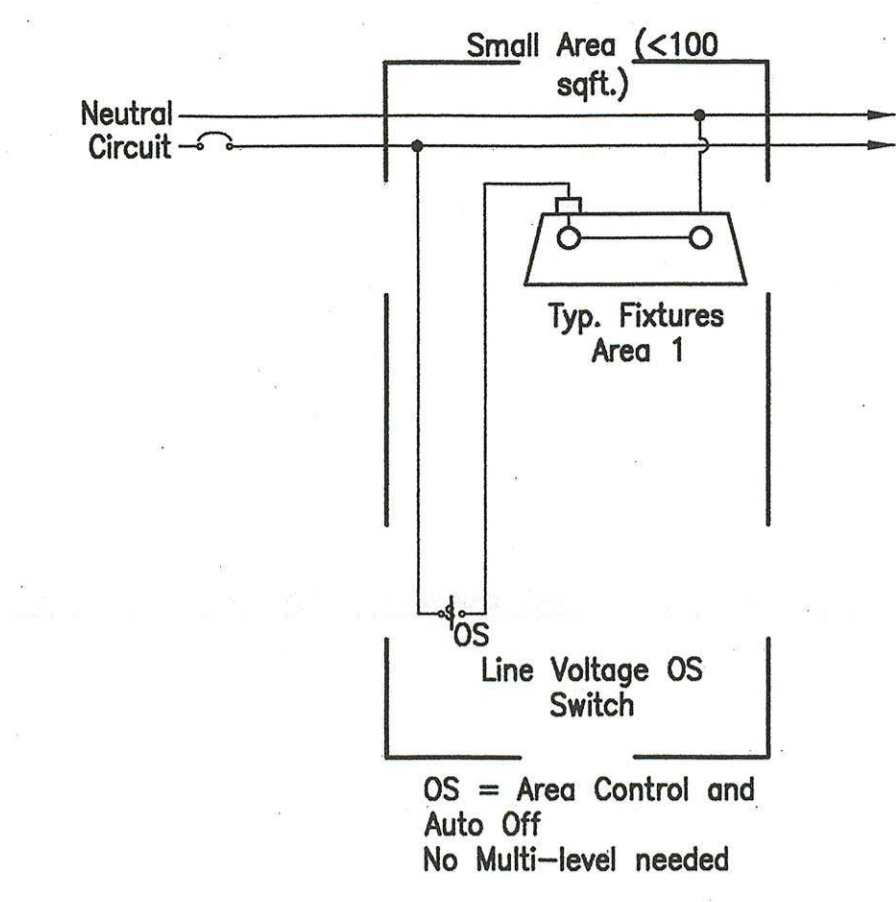 Small Area (<100
sqft.)
Neutral
Circuit
Typ. Fixtures
Area 1
OS
Line Voltage OS
Switch
OS = Area Control and
Auto Off
No Multi-level needed